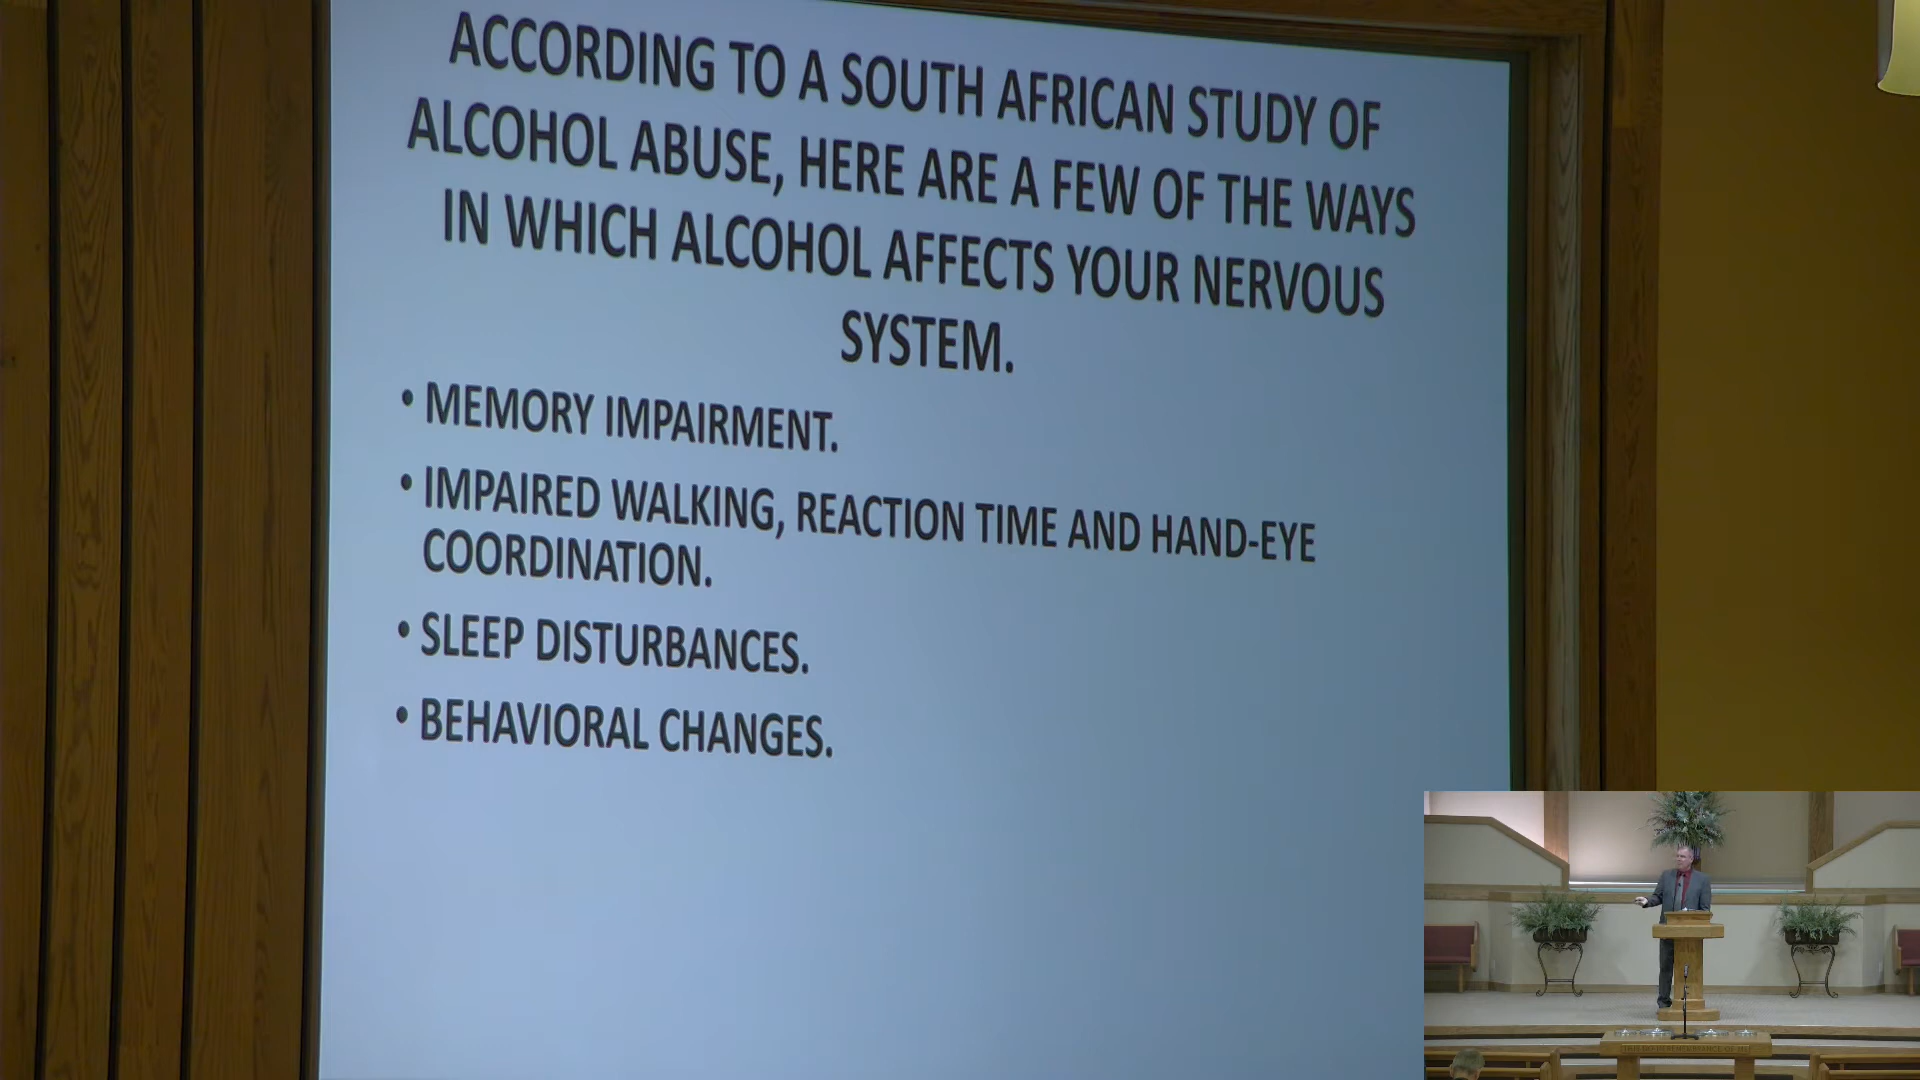 ACCORDING TO A SOUTH AFRICAN STUDY OF
ALCOHOL ABUSE, HERE ARE A FEW OF THE WAYS
IN WHICH ALCOHOL AFFECTS YOUR NERVOUS
SYSTEM.
• MEMORY IMPAIRMENT.
• IMPAIRED WALKING, REACTION TIME AND HAND-EYE
COORDINATION.
• SLEEP DISTURBANCES.
• BEHAVIORAL CHANGES.